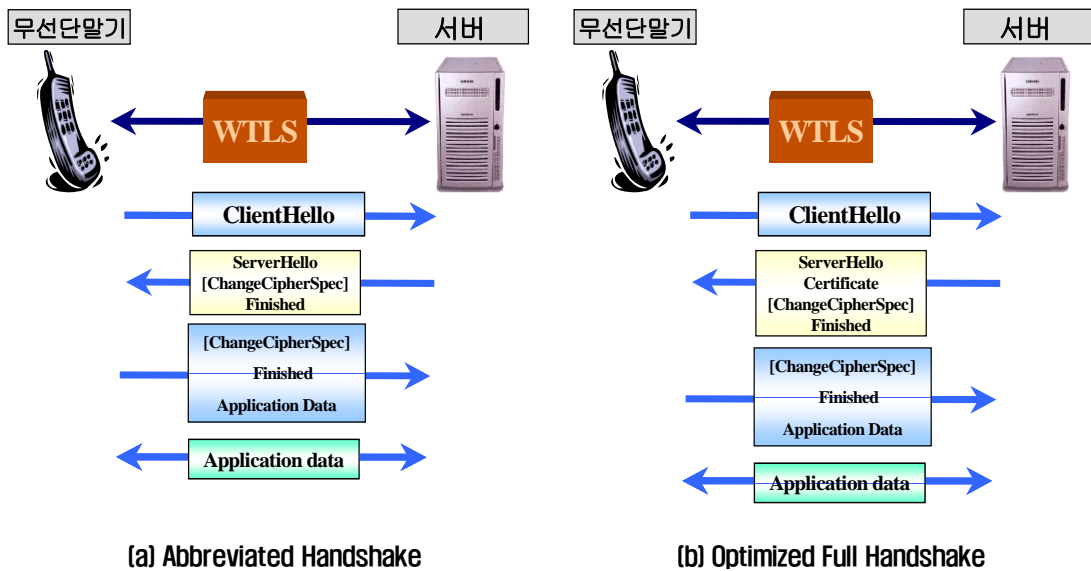 무선단말기
서버
WTLS
ClientHello
ServerHello
[ChangeCipherSpec]
Finished
[ChangeCipherSpec]
Finished
Application Data
Application data
(a) Abbreviated Handshake
무선단말기
서버
WTLS
ClientHello
ServerHello
Certificate
[ChangeCipherSpec]
Finished
[ChangeCipherSpec]
Finished
Application Data
Application data
(b) Optimized Full Handshake